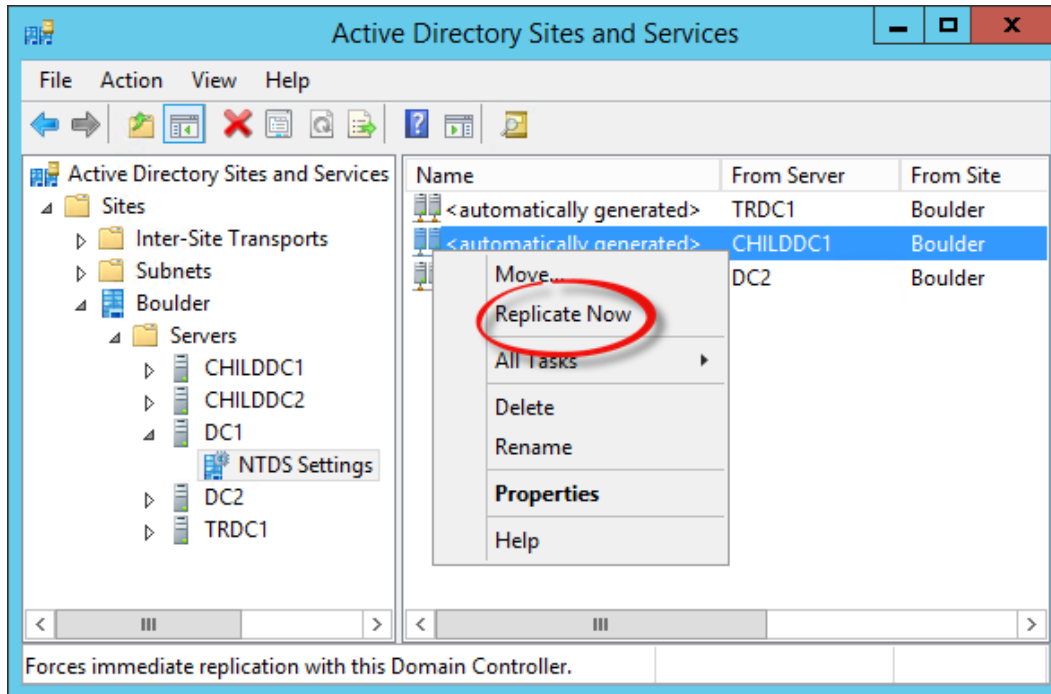 Active Directory Sites and Services
File Action View Help
Active Directory Sites and Services
Sites
Inter-Site Transports
Subnets
Boulder
Servers
CHILDDC1
CHILDDC2
DC1
NTDS Settings
DC2
TRDC1
Name From Server From Site
<automatically generated> TRDC1 Boulder
<automatically generated> CHILDDC1 Boulder
DC2 Boulder
Move...
Replicate Now
All Tasks
Delete
Rename
Properties
Help
Forces immediate replication with this Domain Controller.